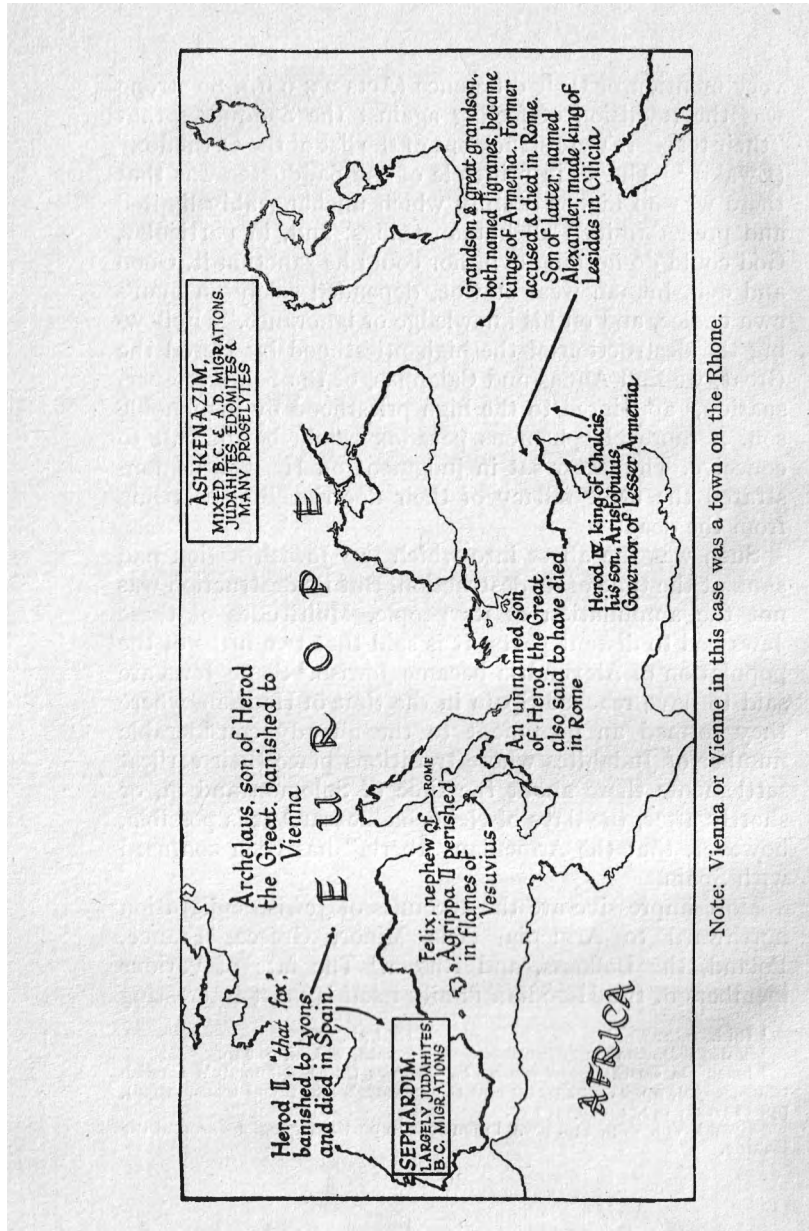 Herod II, "that fox"
banished to Lyons
and died in Spain
Archelaus, son of Herod
the Great, banished to
Vienna
ASHKENAZIM,
MIXED B.C. & A.D. MIGRATIONS.
JUDAHITES, EDOMITES &
MANY PROSELYTES
EUROPE
SEPHARDIM,
LARGELY JUDAHITES,
B.C. MIGRATIONS
Felix, nephew of
Agrippa II perished
in flames of
Vesuvius
ROME
An unnamed son
of Herod the Great
also said to have died
in Rome
Grandson & great-grandson,
both named Tigranes, became
kings of Armenia. Former
accused & died in Rome.
Son of latter, named
Alexander made king of
Lesidas in Cilicia
Herod IV, king of Chalcis.
his son, Aristobulus,
Governor of Lesser Armenia
AFRICA
Note: Vienna or Vienne in this case was a town on the Rhone.